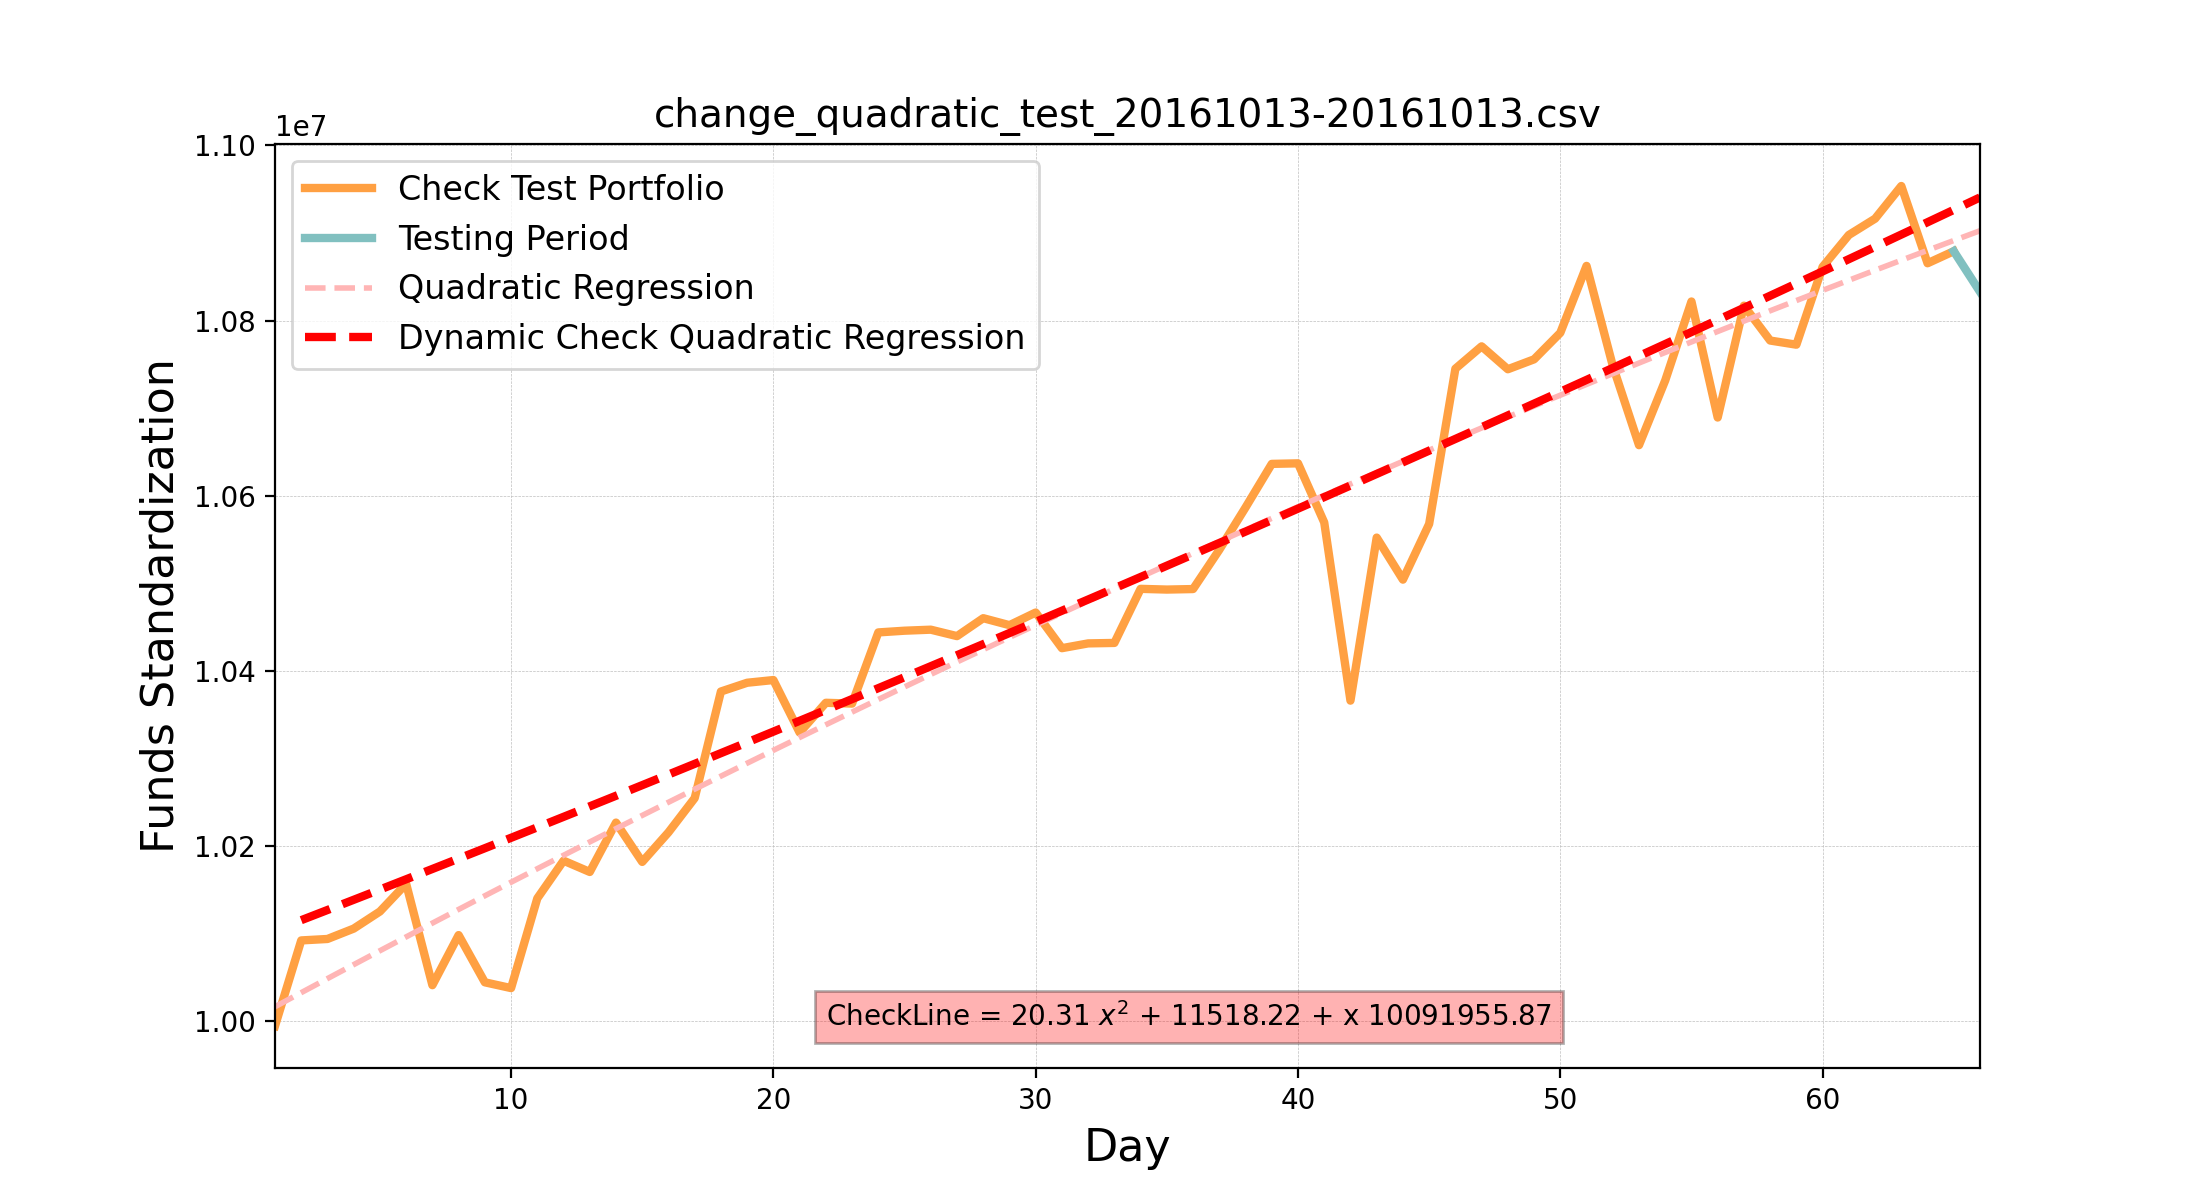 change_quadratic_test_20161013-20161013.csv
1e7
1.10
1.08
1.06
1.04
1.02
1.00
Funds Standardization
Check Test Portfolio
Testing Period
Quadratic Regression
Dynamic Check Quadratic Regression
CheckLine = 20.31 x² + 11518.22 + x 10091955.87
10 20 30 40 50 60
Day